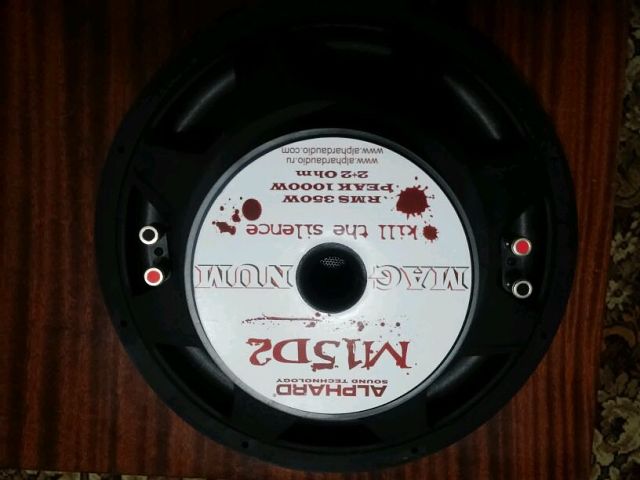 ALPHARD®
SOUND TECHNOLOGY
M15D2
MAG NUM
kill the silence
RMS 350W
PEAK 1000W
2+2 Ohm
www.alphardaudio.ru
www.alphardaudio.com